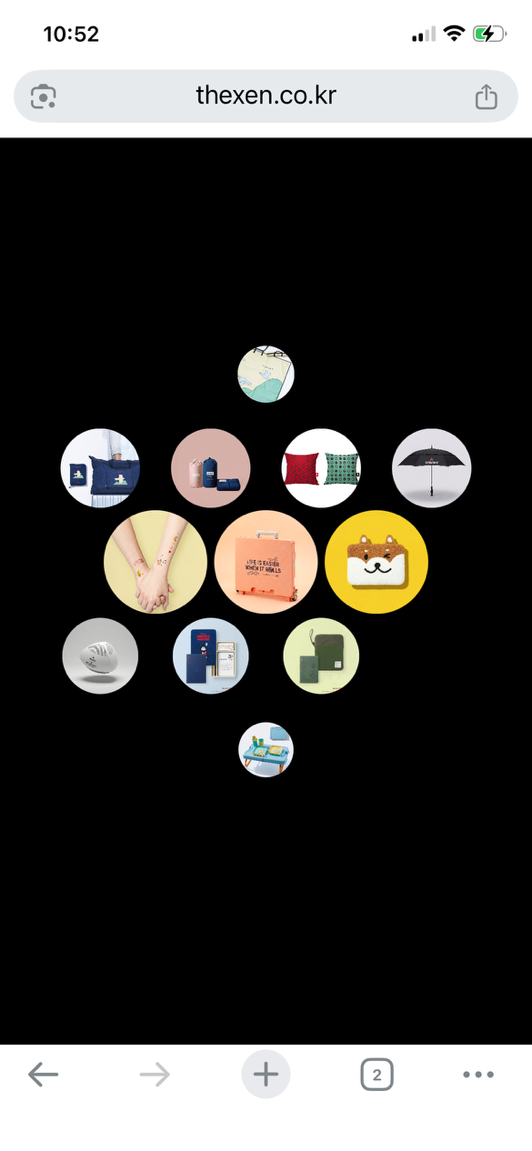 10:52
thexen.co.kr
LIFE IS EASIER
WHEN IT ROLLS
2